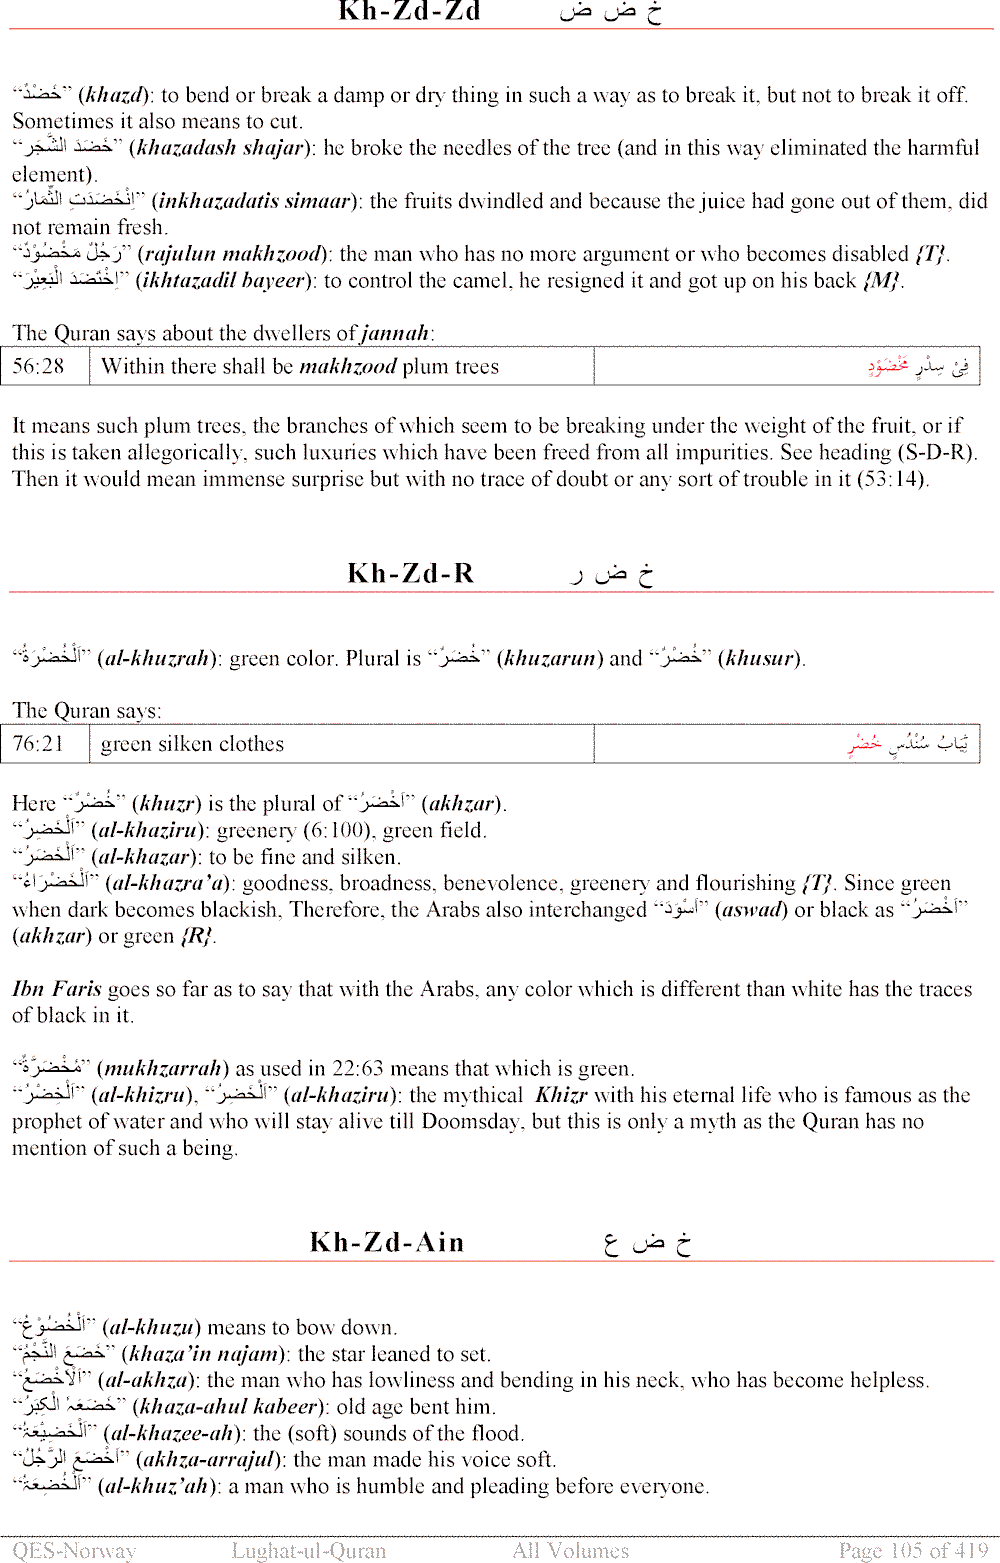 Kh-Zd-Zd خ ض ض
“خَضْدٌ” (khazd): to bend or break a damp or dry thing in such a way as to break it, but not to break it off.
Sometimes it also means to cut.
“خَضَدَ الشَّجَر” (khazadash shajar): he broke the needles of the tree (and in this way eliminated the harmful
element).
“اِنْخَضَدَتِ الثِّمَارُ” (inkhazadatis simaar): the fruits dwindled and because the juice had gone out of them, did
not remain fresh.
“رَجُلٌ مَخْضُوْدٌ” (rajulun makhzood): the man who has no more argument or who becomes disabled {T}.
“اِخْتَضَدَ الْبَعِيْرَ” (ikhtazadil bayeer): to control the camel, he resigned it and got up on his back {M}.
The Quran says about the dwellers of jannah:
56:28 Within there shall be makhzood plum trees فِىْ سِدْرٍ مَخْضُوْدٍ
It means such plum trees, the branches of which seem to be breaking under the weight of the fruit, or if
this is taken allegorically, such luxuries which have been freed from all impurities. See heading (S-D-R).
Then it would mean immense surprise but with no trace of doubt or any sort of trouble in it (53:14).
Kh-Zd-R خ ض ر
“اَلْخُضْرَةُ” (al-khuzrah): green color. Plural is “خُضَرٌ” (khuzarun) and “خُضْرٌ” (khusur).
The Quran says:
76:21 green silken clothes ثِيَابُ سُنْدُسٍ خُضْرٍ
Here “خُضْرٌ” (khuzr) is the plural of “اَخْضَرُ” (akhzar).
“اَلْخَضِرُ” (al-khaziru): greenery (6:100), green field.
“اَلْخَضَرُ” (al-khazar): to be fine and silken.
“اَلْخَضْرَاءُ” (al-khazra’a): goodness, broadness, benevolence, greenery and flourishing {T}. Since green
when dark becomes blackish, Therefore, the Arabs also interchanged “اَسْوَدَ” (aswad) or black as “اَخْضَرُ”
(akhzar) or green {R}.
Ibn Faris goes so far as to say that with the Arabs, any color which is different than white has the traces
of black in it.
“مُخْضَرَّةٌ” (mukhzarrah) as used in 22:63 means that which is green.
“اَلْخِضْرُ” (al-khizru), “اَلْخَضِرُ” (al-khaziru): the mythical Khizr with his eternal life who is famous as the
prophet of water and who will stay alive till Doomsday, but this is only a myth as the Quran has no
mention of such a being.
Kh-Zd-Ain خ ض ع
“اَلْخُضُوْعُ” (al-khuzu) means to bow down.
“خَضَعَ النَّجْمُ” (khaza’in najam): the star leaned to set.
“اَلْاَخْضَعُ” (al-akhza): the man who has lowliness and bending in his neck, who has become helpless.
“خَضَعَہُ الْكِبَرُ” (khaza-ahul kabeer): old age bent him.
“اَلْخَضِيْعَۃُ” (al-khazee-ah): the (soft) sounds of the flood.
“اَخْضَعَ الرَّجُلُ” (akhza-arrajul): the man made his voice soft.
“اَلْخُضِعَۃُ” (al-khuz’ah): a man who is humble and pleading before everyone.
QES-Norway Lughat-ul-Quran All Volumes Page 105 of 419